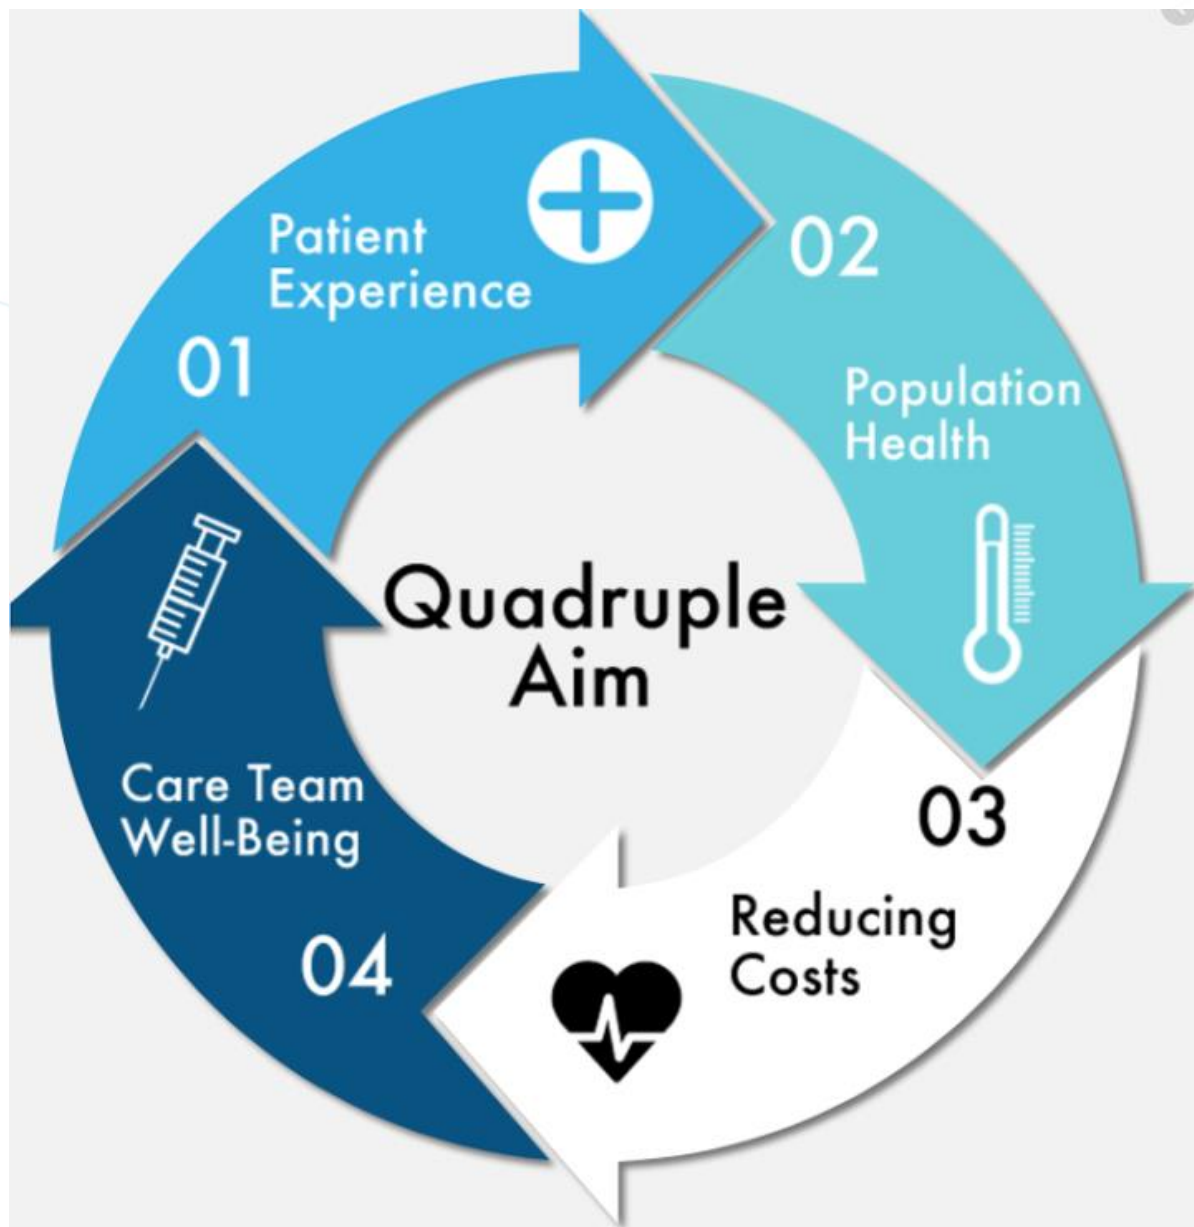 Quadruple
Aim
01
Patient
Experience
02
Population
Health
03
Reducing
Costs
04
Care Team
Well-Being